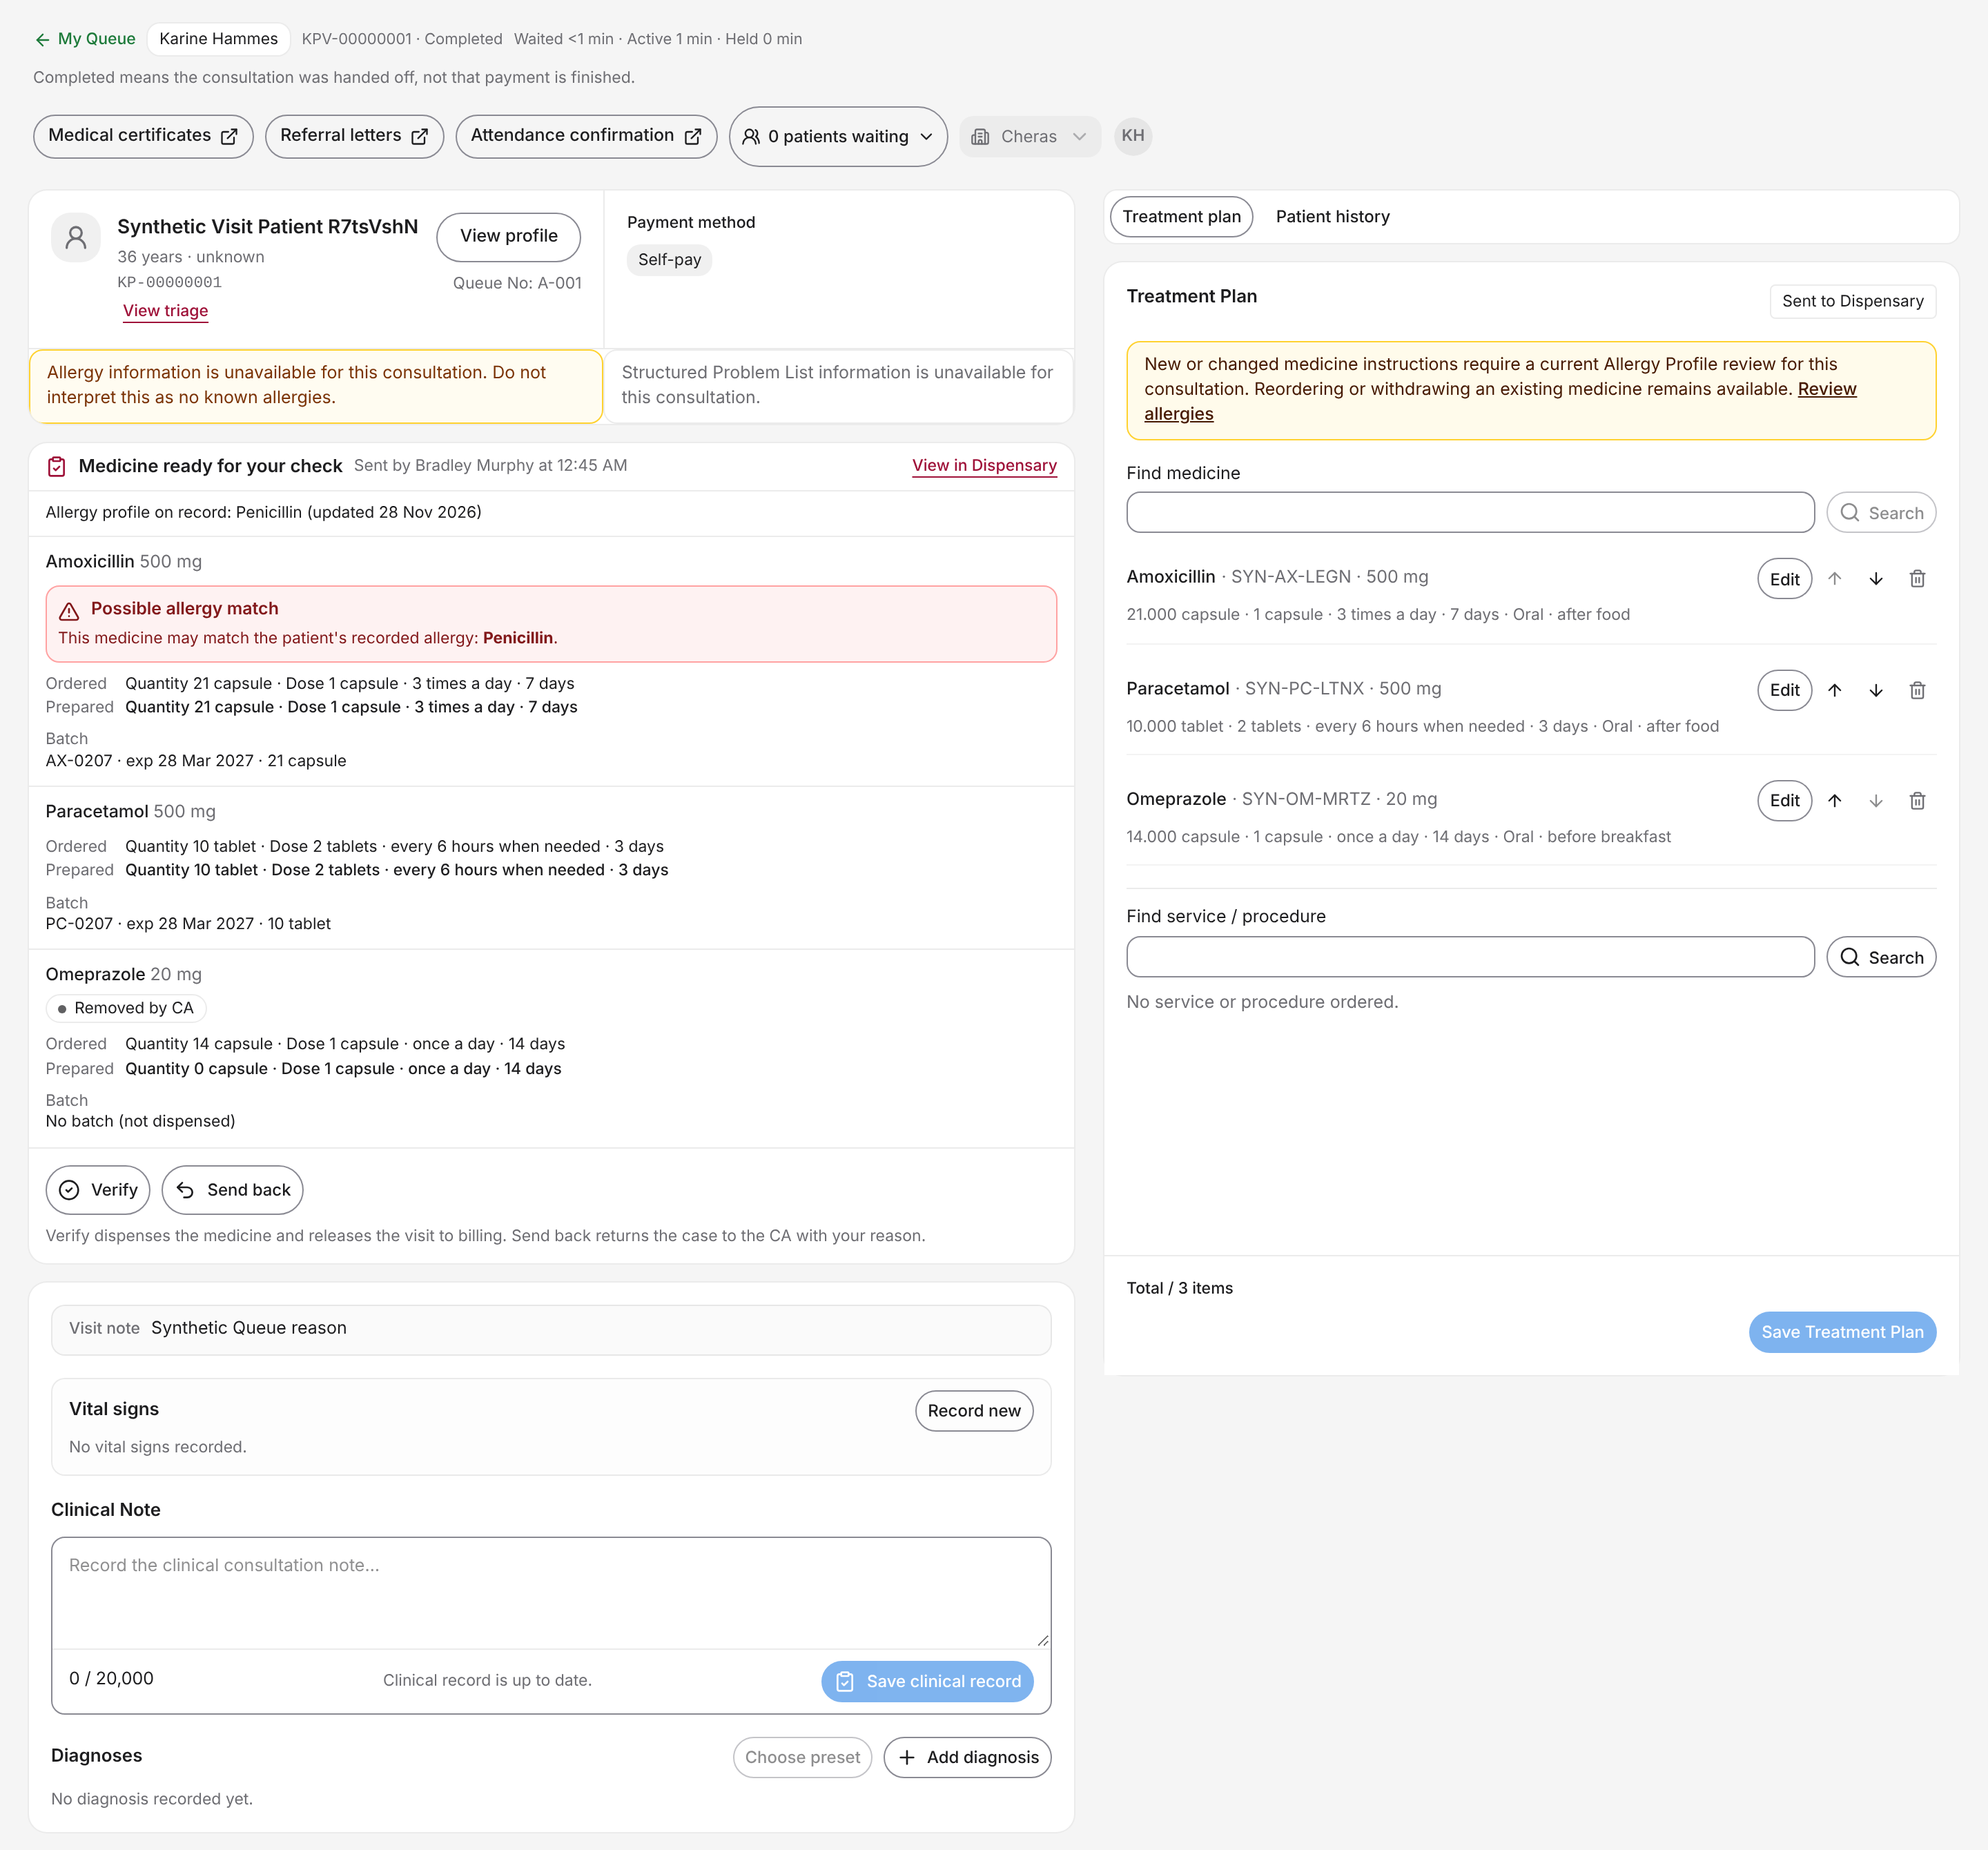 My Queue
Karine Hammes
KPV-00000001 · Completed Waited <1 min · Active 1 min · Held 0 min
Completed means the consultation was handed off, not that payment is finished.
Medical certificates
Referral letters
Attendance confirmation
0 patients waiting
Cheras
KH
Synthetic Visit Patient R7tsVshN
36 years · unknown
KP-00000001
View triage
View profile
Queue No: A-001
Payment method
Self-pay
Allergy information is unavailable for this consultation. Do not
interpret this as no known allergies.
Structured Problem List information is unavailable for
this consultation.
Medicine ready for your check Sent by Bradley Murphy at 12:45 AM
View in Dispensary
Allergy profile on record: Penicillin (updated 28 Nov 2026)
Amoxicillin 500 mg
Possible allergy match
This medicine may match the patient's recorded allergy: Penicillin.
Ordered Quantity 21 capsule · Dose 1 capsule · 3 times a day · 7 days
Prepared Quantity 21 capsule · Dose 1 capsule · 3 times a day · 7 days
Batch
AX-0207 · exp 28 Mar 2027 · 21 capsule
Paracetamol 500 mg
Ordered Quantity 10 tablet · Dose 2 tablets · every 6 hours when needed · 3 days
Prepared Quantity 10 tablet · Dose 2 tablets · every 6 hours when needed · 3 days
Batch
PC-0207 · exp 28 Mar 2027 · 10 tablet
Omeprazole 20 mg
Removed by CA
Ordered Quantity 14 capsule · Dose 1 capsule · once a day · 14 days
Prepared Quantity 0 capsule · Dose 1 capsule · once a day · 14 days
Batch
No batch (not dispensed)
Verify
Send back
Verify dispenses the medicine and releases the visit to billing. Send back returns the case to the CA with your reason.
Visit note Synthetic Queue reason
Vital signs
Record new
No vital signs recorded.
Clinical Note
Record the clinical consultation note...
0 / 20,000
Clinical record is up to date.
Save clinical record
Diagnoses
Choose preset
Add diagnosis
No diagnosis recorded yet.
Treatment plan
Patient history
Treatment Plan
Sent to Dispensary
New or changed medicine instructions require a current Allergy Profile review for this
consultation. Reordering or withdrawing an existing medicine remains available. Review
allergies
Find medicine
Search
Amoxicillin · SYN-AX-LEGN · 500 mg
Edit
21.000 capsule · 1 capsule · 3 times a day · 7 days · Oral · after food
Paracetamol · SYN-PC-LTNX · 500 mg
Edit
10.000 tablet · 2 tablets · every 6 hours when needed · 3 days · Oral · after food
Omeprazole · SYN-OM-MRTZ · 20 mg
Edit
14.000 capsule · 1 capsule · once a day · 14 days · Oral · before breakfast
Find service / procedure
Search
No service or procedure ordered.
Total / 3 items
Save Treatment Plan